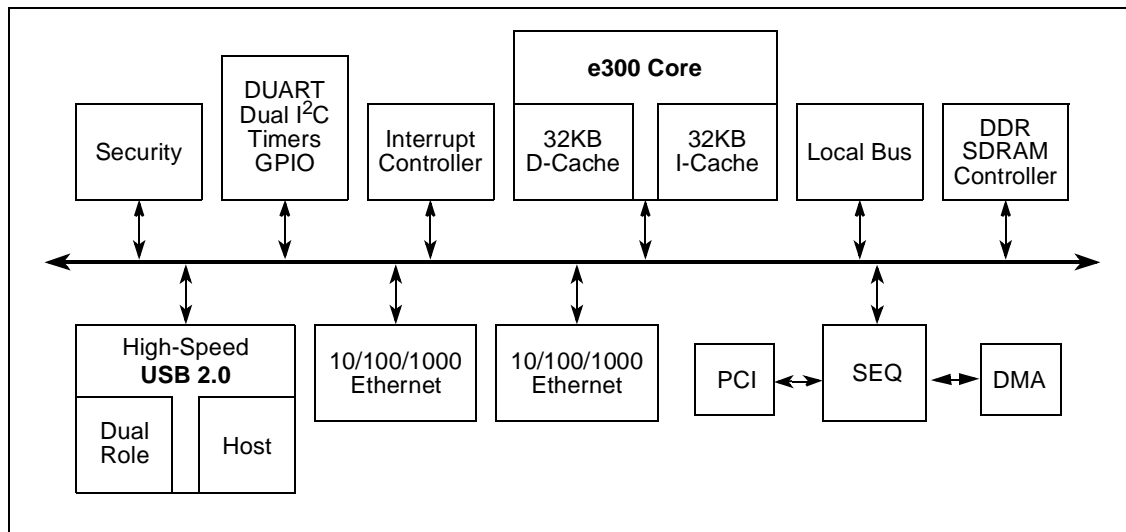 Security
DUART
Dual I²C
Timers
GPIO
Interrupt
Controller
e300 Core
32KB
D-Cache
32KB
I-Cache
Local Bus
DDR
SDRAM
Controller
High-Speed
USB 2.0
Dual
Role
Host
10/100/1000
Ethernet
10/100/1000
Ethernet
PCI
SEQ
DMA